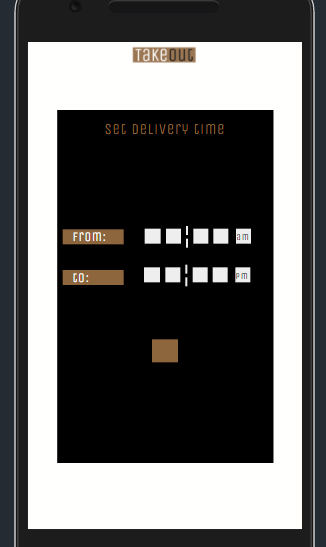 Takeout
Set Delivery time
From: am
to: Pm